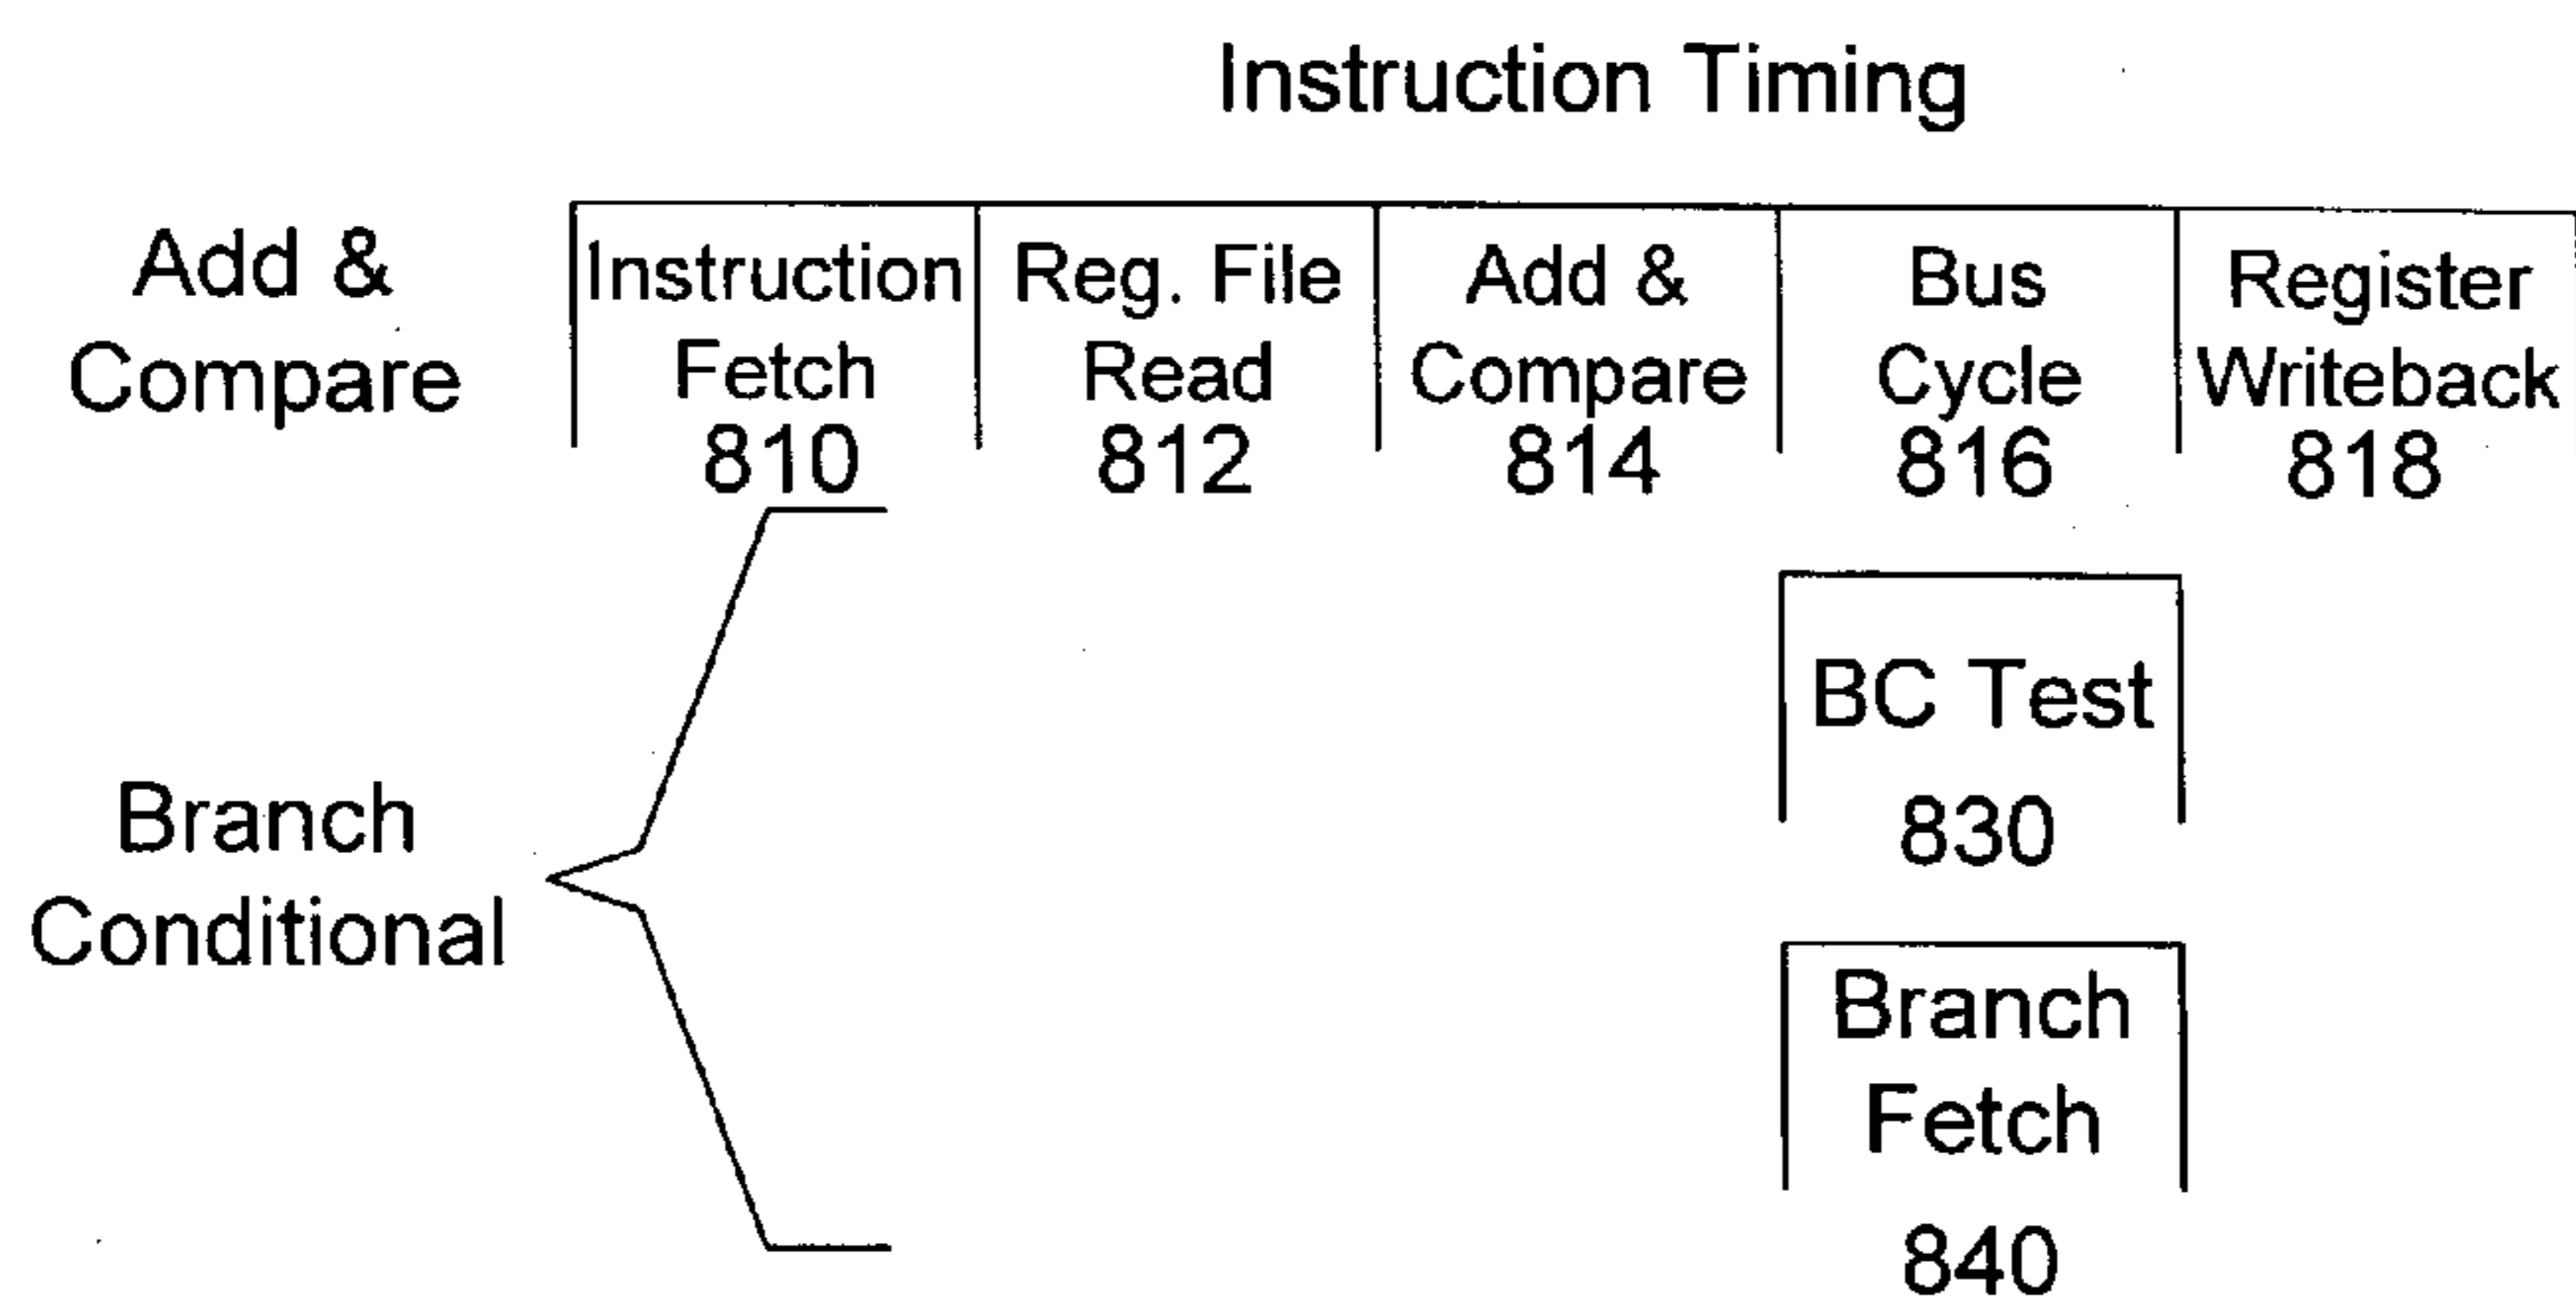 Instruction Timing
Add &
Compare
Instruction
Fetch
810
Reg. File
Read
812
Add &
Compare
814
Bus
Cycle
816
Register
Writeback
818
Branch
Conditional
BC Test
830
Branch
Fetch
840